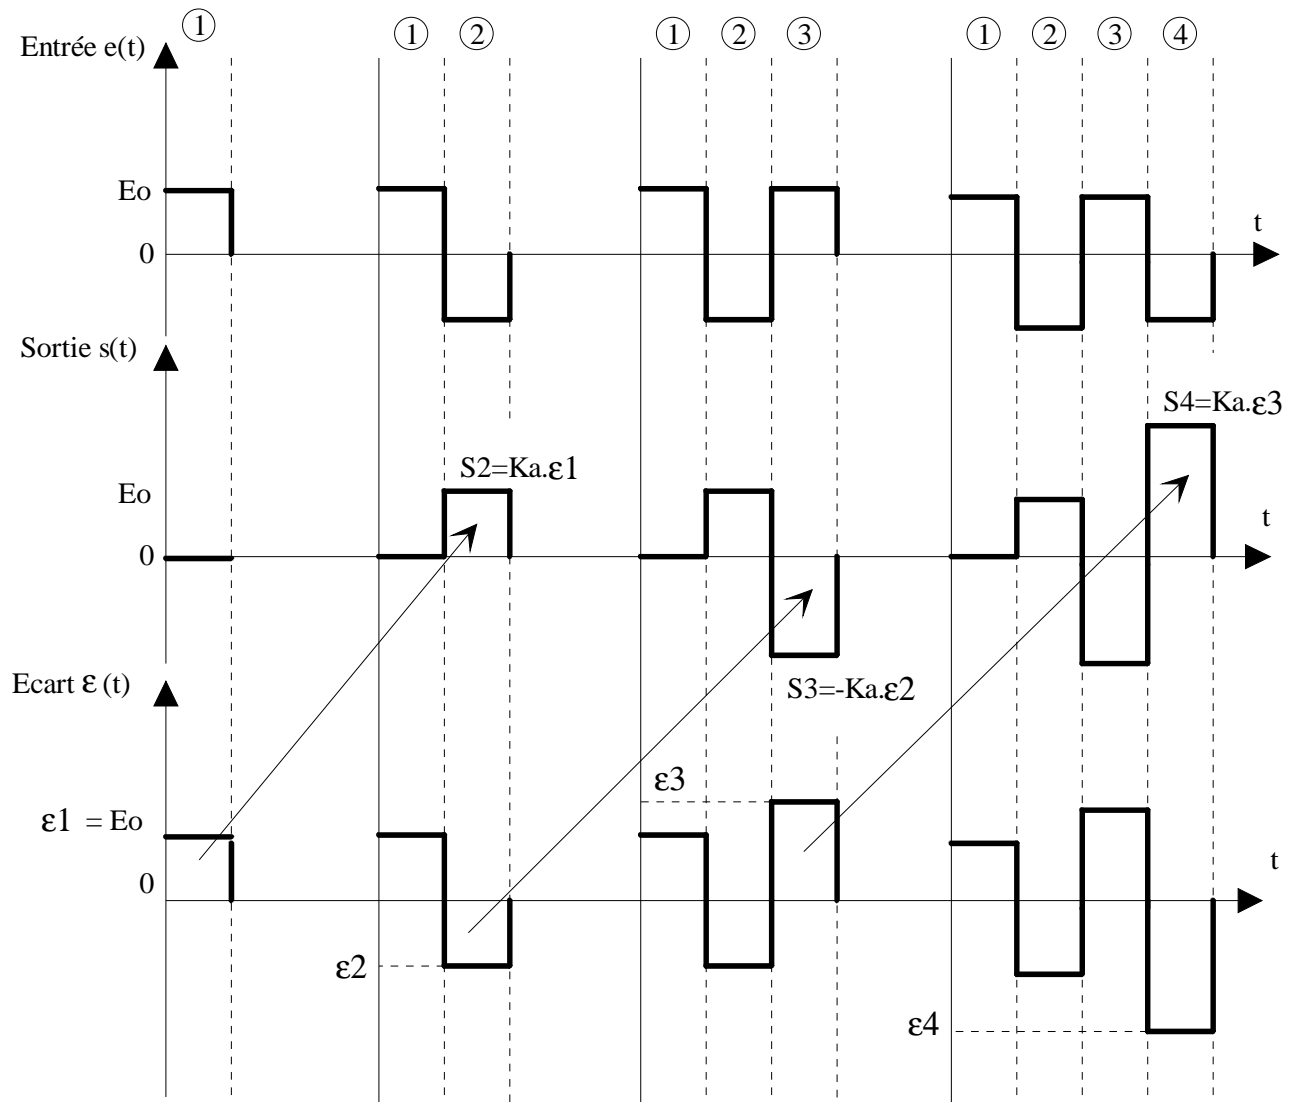 ① ① ② ① ② ③ ① ② ③ ④
Entrée e(t)
Eo
t
0
Sortie s(t)
S4=Ka.ε3
S2=Ka.ε1
Eo
t
0
Ecart ε (t)
S3=-Ka.ε2
ε3
ε1 = Eo
t
0
ε2
ε4